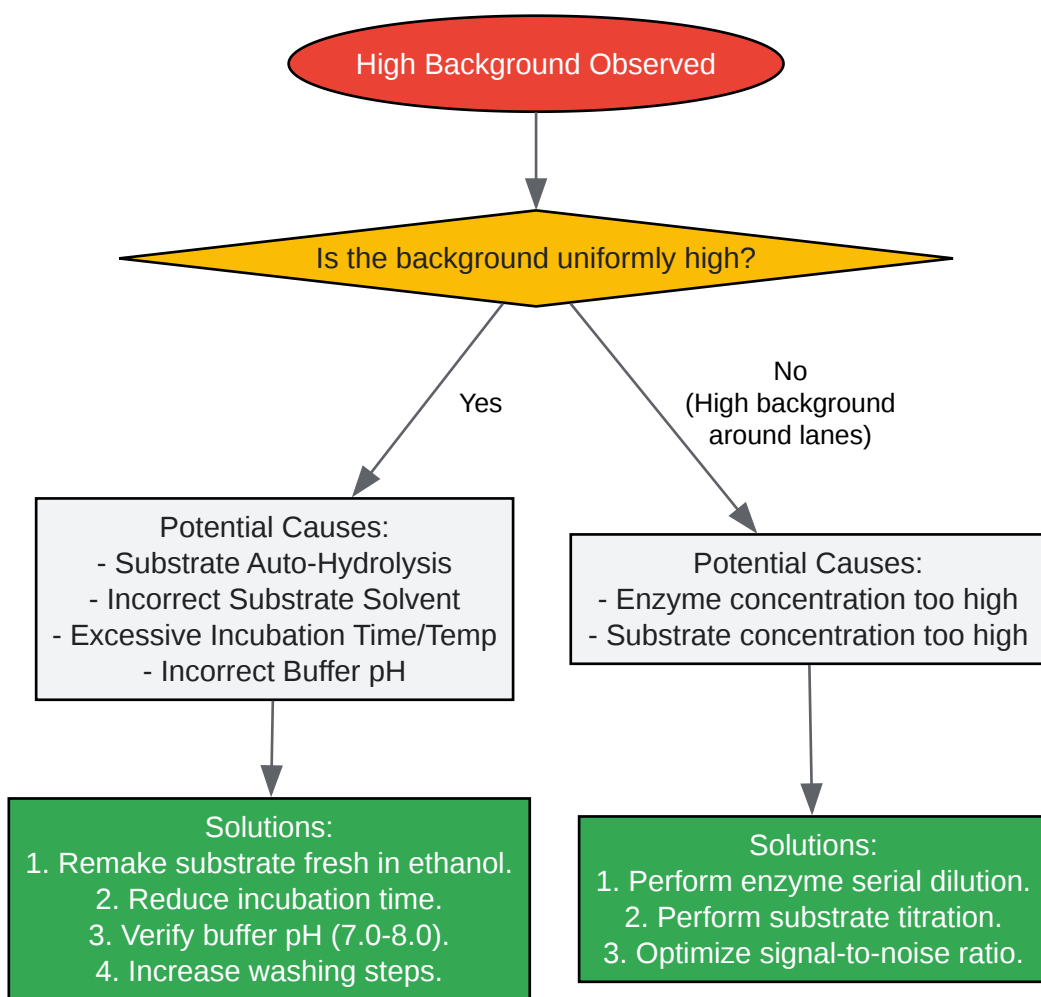 High Background Observed
Is the background uniformly high?
Yes
No
(High background
around lanes)
Potential Causes:
- Substrate Auto-Hydrolysis
- Incorrect Substrate Solvent
- Excessive Incubation Time/Temp
- Incorrect Buffer pH
Potential Causes:
- Enzyme concentration too high
- Substrate concentration too high
Solutions:
1. Remake substrate fresh in ethanol.
2. Reduce incubation time.
3. Verify buffer pH (7.0-8.0).
4. Increase washing steps.
Solutions:
1. Perform enzyme serial dilution.
2. Perform substrate titration.
3. Optimize signal-to-noise ratio.